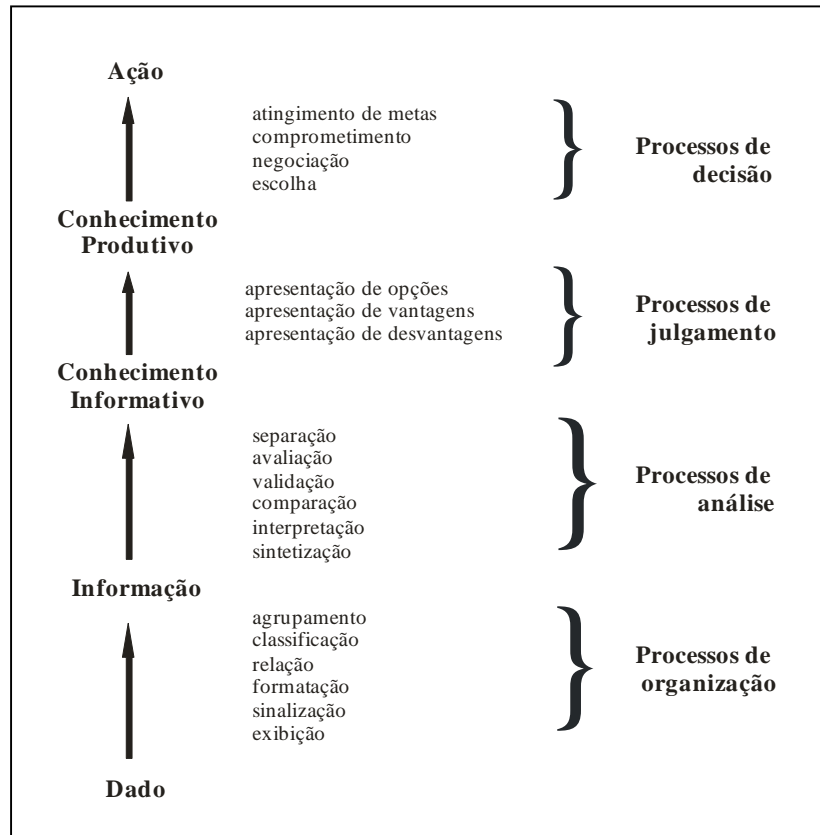 Ação
atingimento de metas
comprometimento
negociação
escolha
Processos de
decisão
Conhecimento
Produtivo
apresentação de opções
apresentação de vantagens
apresentação de desvantagens
Processos de
julgamento
Conhecimento
Informativo
separação
avaliação
validação
comparação
interpretação
sintetização
Processos de
análise
Informação
agrupamento
classificação
relação
formatação
sinalização
exibição
Processos de
organização
Dado